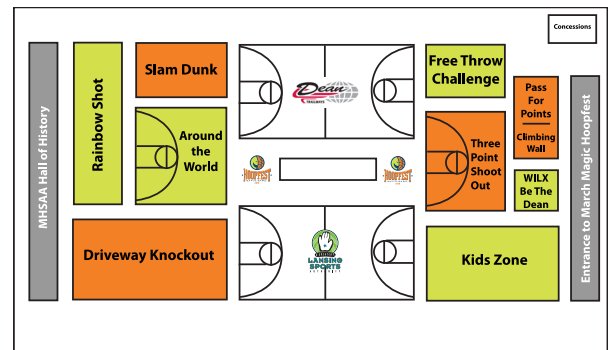 Concessions
MHSAA Hall of History
Rainbow Shot
Slam Dunk
Around
the
World
Driveway Knockout
Dean
TRAILWAYS
HOOPFEST
HOOPFEST
LANSING
SPORTS
Free Throw
Challenge
Three
Point
Shoot
Out
Pass
For
Points
Climbing
Wall
WILX
Be The
Dean
Kids Zone
Entrance to March Magic Hoopfest